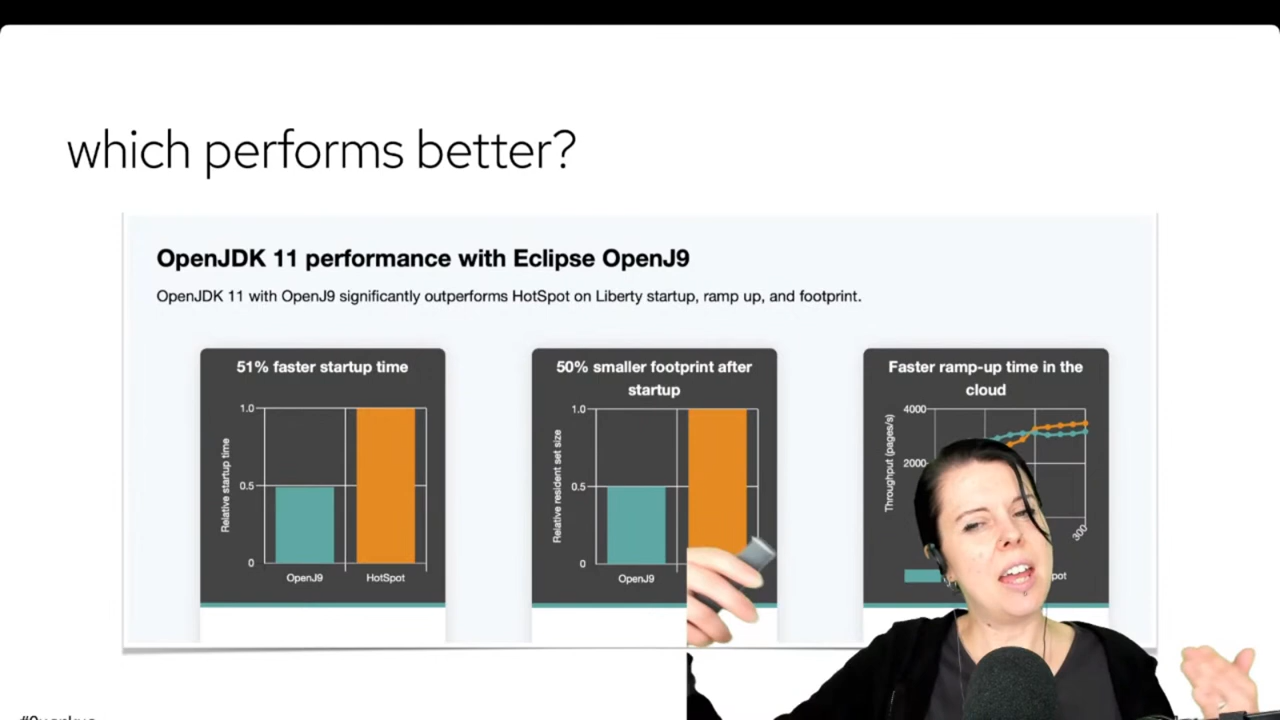 which performs better?
OpenJDK 11 performance with Eclipse OpenJ9
OpenJDK 11 with OpenJ9 significantly outperforms HotSpot on Liberty startup, ramp up, and footprint.
51% faster startup time
1.0
0.5
0
Relative startup time
OpenJ9
HotSpot
50% smaller footprint after
startup
1.0
0.5
0
Relative resident set size
OpenJ9
Faster ramp-up time in the
cloud
4000
2000
Throughput (pages/s)
300